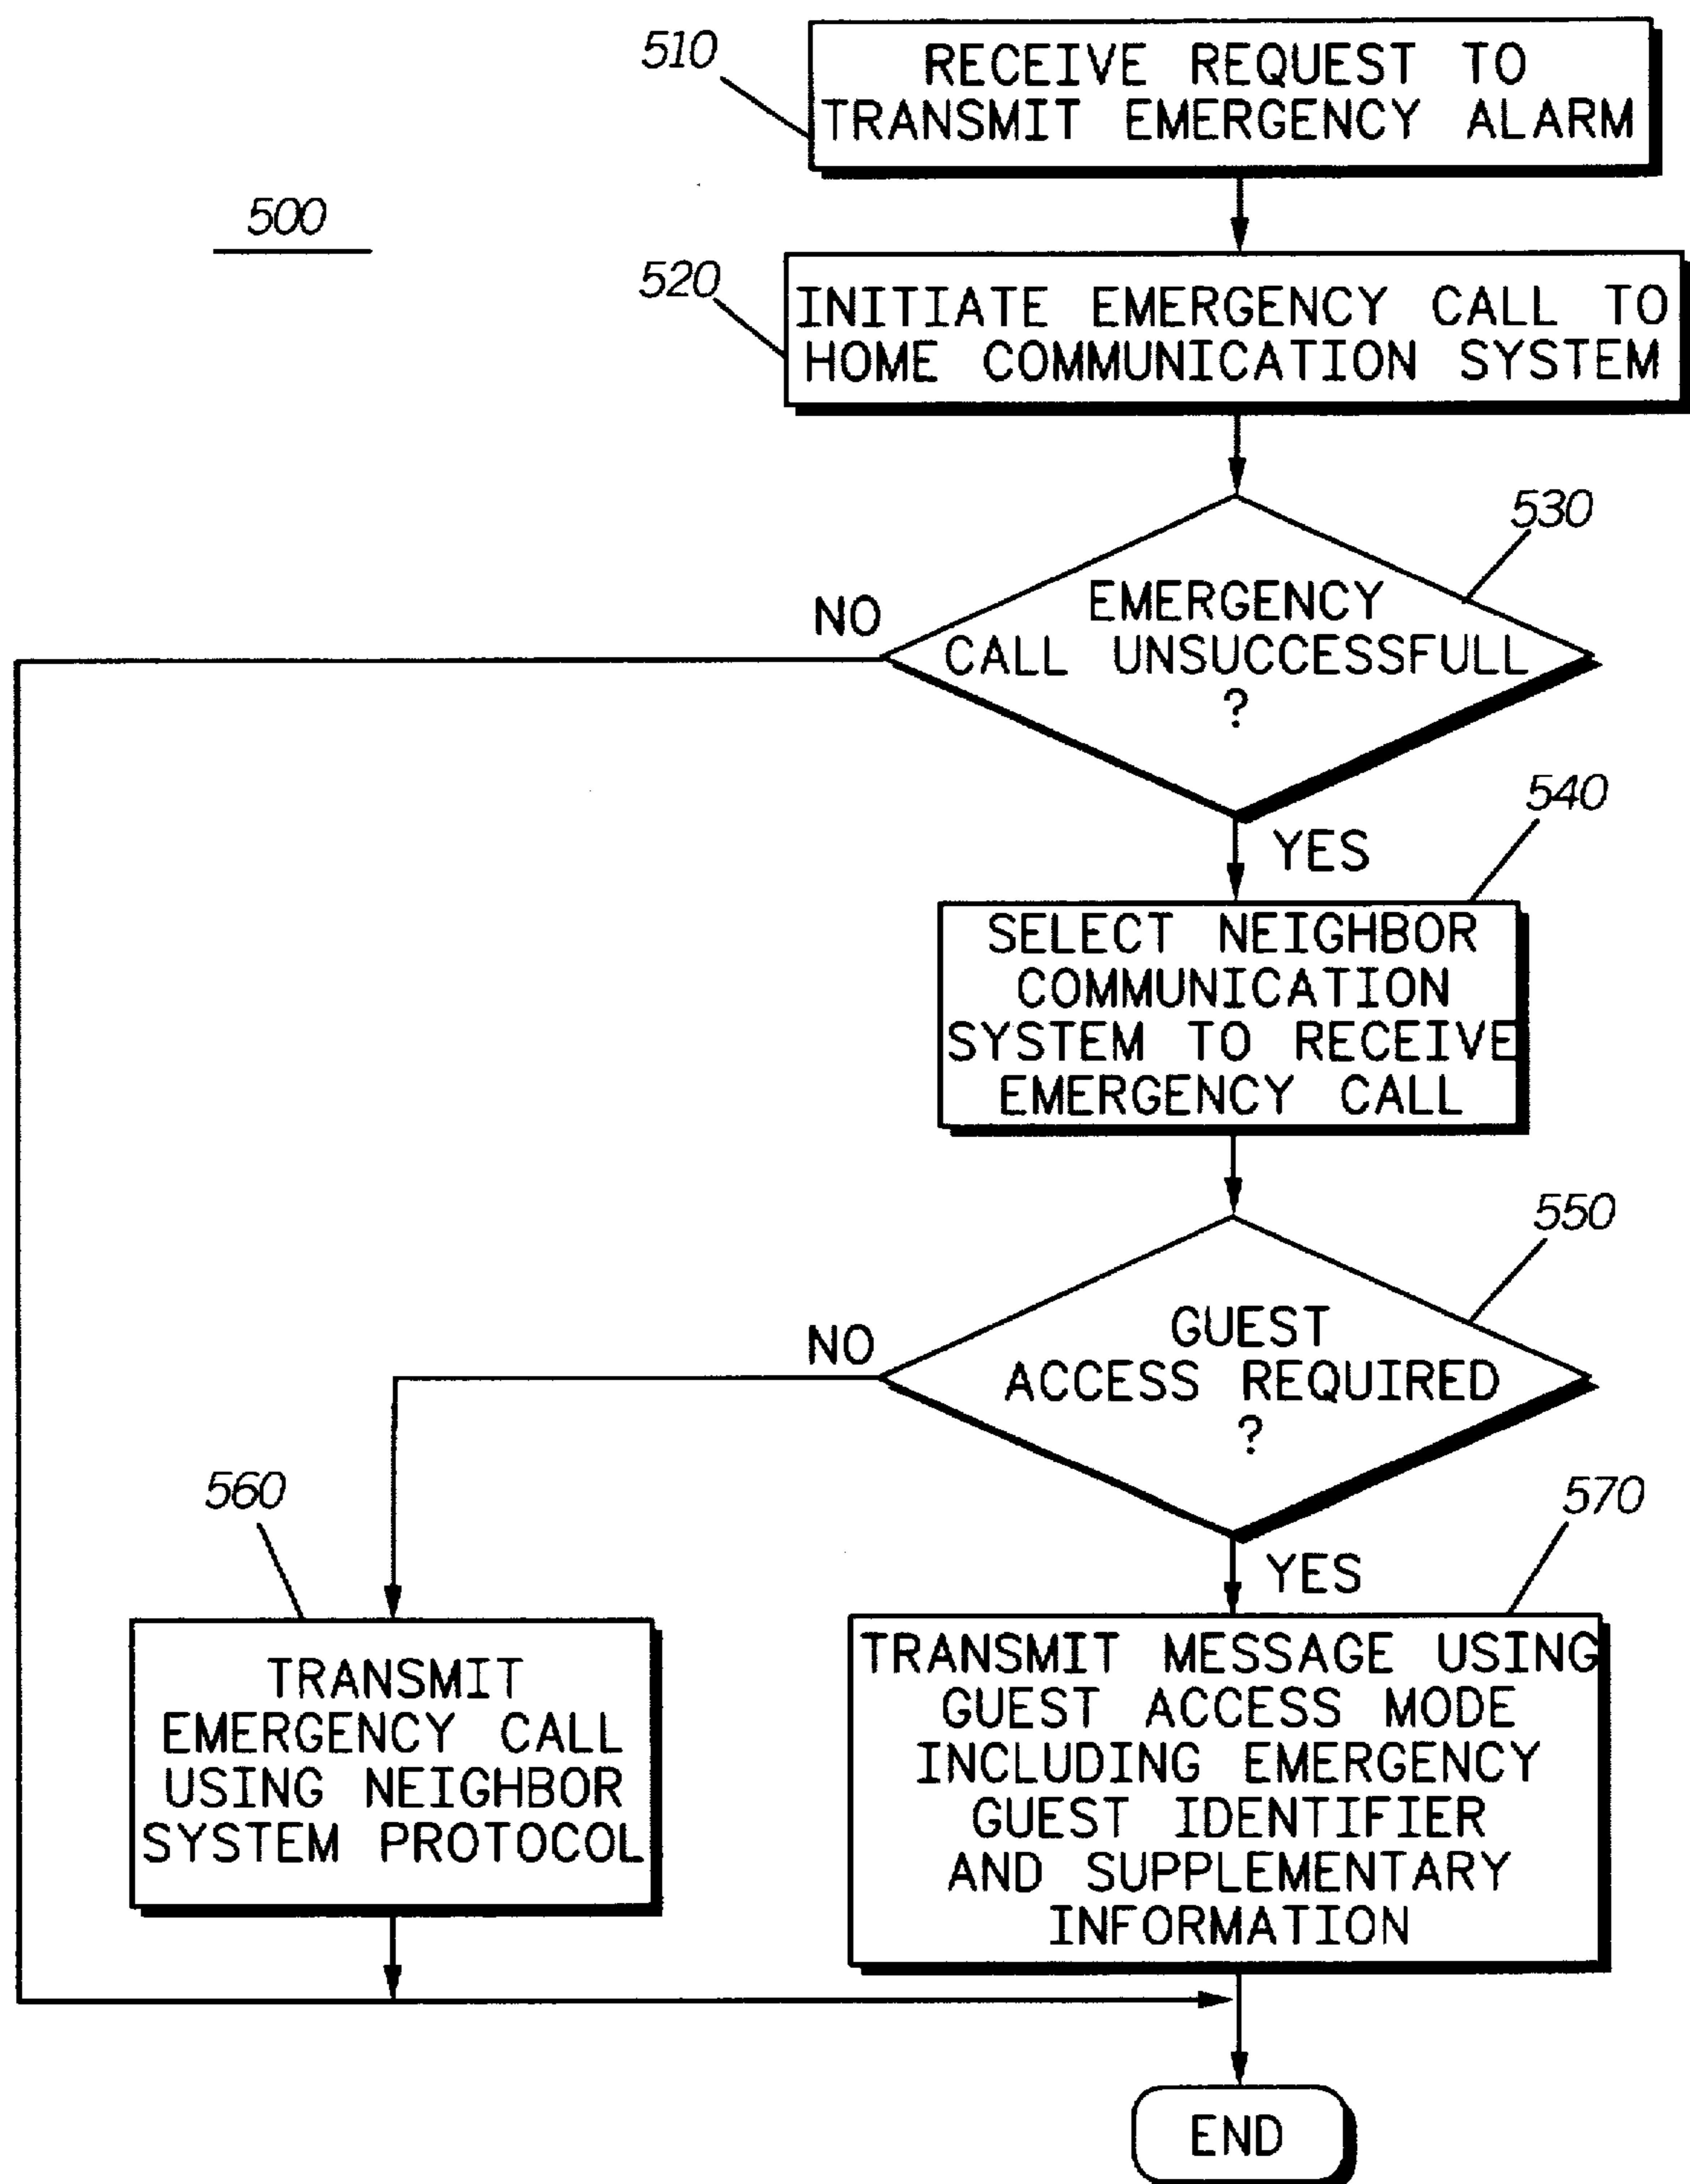 510
RECEIVE REQUEST TO
TRANSMIT EMERGENCY ALARM
500
520
INITIATE EMERGENCY CALL TO
HOME COMMUNICATION SYSTEM
530
NO
EMERGENCY
CALL UNSUCCESSFULL
?
540
YES
SELECT NEIGHBOR
COMMUNICATION
SYSTEM TO RECEIVE
EMERGENCY CALL
550
NO
GUEST
ACCESS REQUIRED
?
560
570
YES
TRANSMIT
EMERGENCY CALL
USING NEIGHBOR
SYSTEM PROTOCOL
TRANSMIT MESSAGE USING
GUEST ACCESS MODE
INCLUDING EMERGENCY
GUEST IDENTIFIER
AND SUPPLEMENTARY
INFORMATION
END